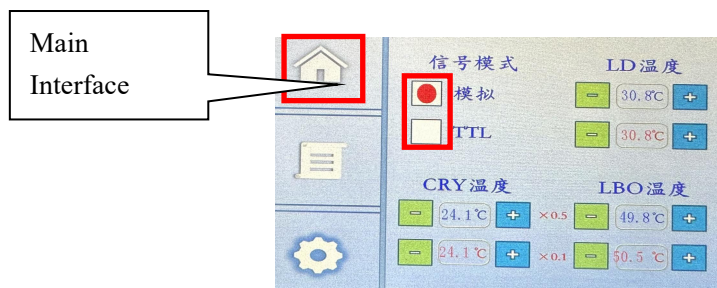 Main
Interface
信号模式
LD温度
模拟
- 30.8℃ +
TTL
- 30.8℃ +
CRY温度
LBO温度
- 24.1℃ + ×0.5 - 49.8℃ +
- 24.1℃ + ×0.1 - 50.5℃ +